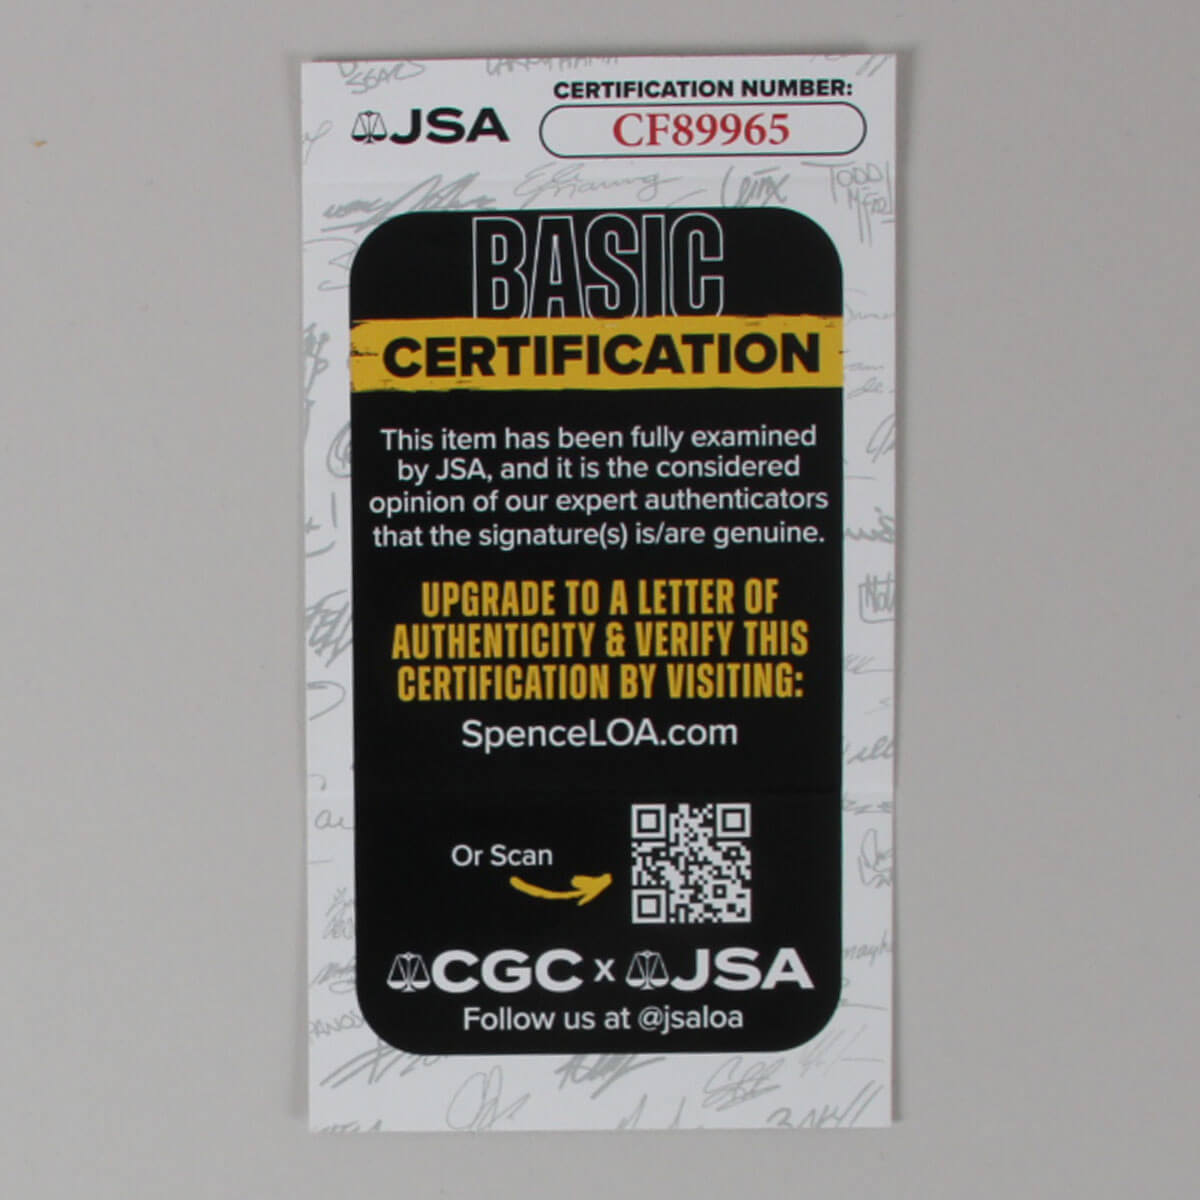 JSA
CERTIFICATION NUMBER:
CF89965
BASIC
CERTIFICATION
This item has been fully examined
by JSA, and it is the considered
opinion of our expert authenticators
that the signature(s) is/are genuine.
UPGRADE TO A LETTER OF
AUTHENTICITY & VERIFY THIS
CERTIFICATION BY VISITING:
SpenceLOA.com
Or Scan
CGC x JSA
Follow us at @jsaloa